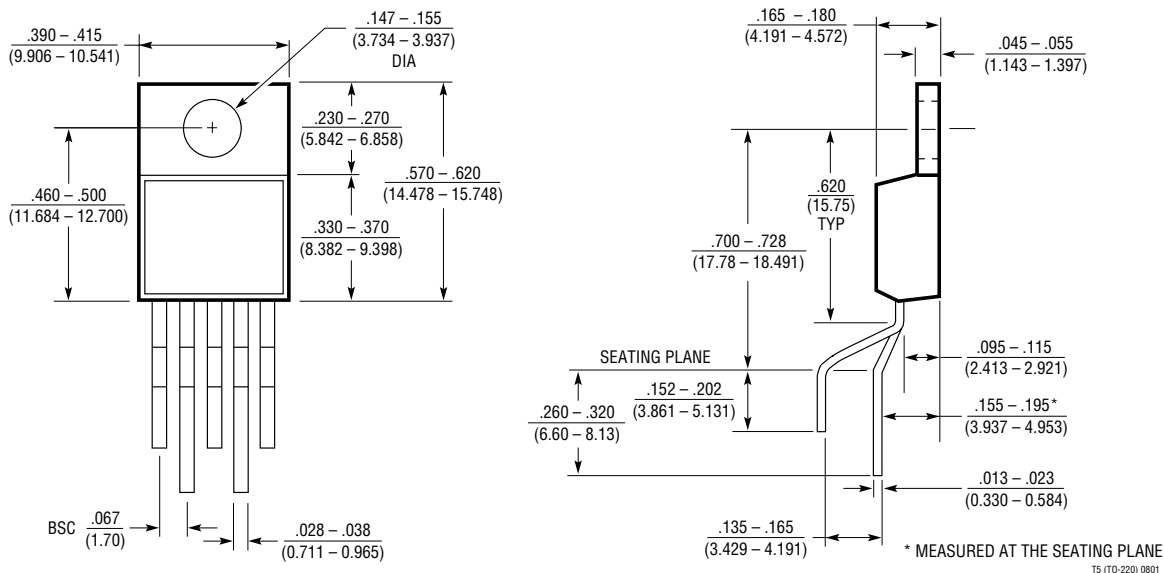 .390 – .415
(9.906 – 10.541)
.147 – .155
(3.734 – 3.937)
DIA
.230 – .270
(5.842 – 6.858)
.460 – .500
(11.684 – 12.700)
.570 – .620
(14.478 – 15.748)
.330 – .370
(8.382 – 9.398)
BSC
.067
(1.70)
.028 – .038
(0.711 – 0.965)
.165 – .180
(4.191 – 4.572)
.045 – .055
(1.143 – 1.397)
.620
(15.75)
TYP
.700 – .728
(17.78 – 18.491)
SEATING PLANE
.095 – .115
(2.413 – 2.921)
.152 – .202
(3.861 – 5.131)
.260 – .320
(6.60 – 8.13)
.155 – .195*
(3.937 – 4.953)
.013 – .023
(0.330 – 0.584)
.135 – .165
(3.429 – 4.191)
* MEASURED AT THE SEATING PLANE
T5 (TO-220) 0801